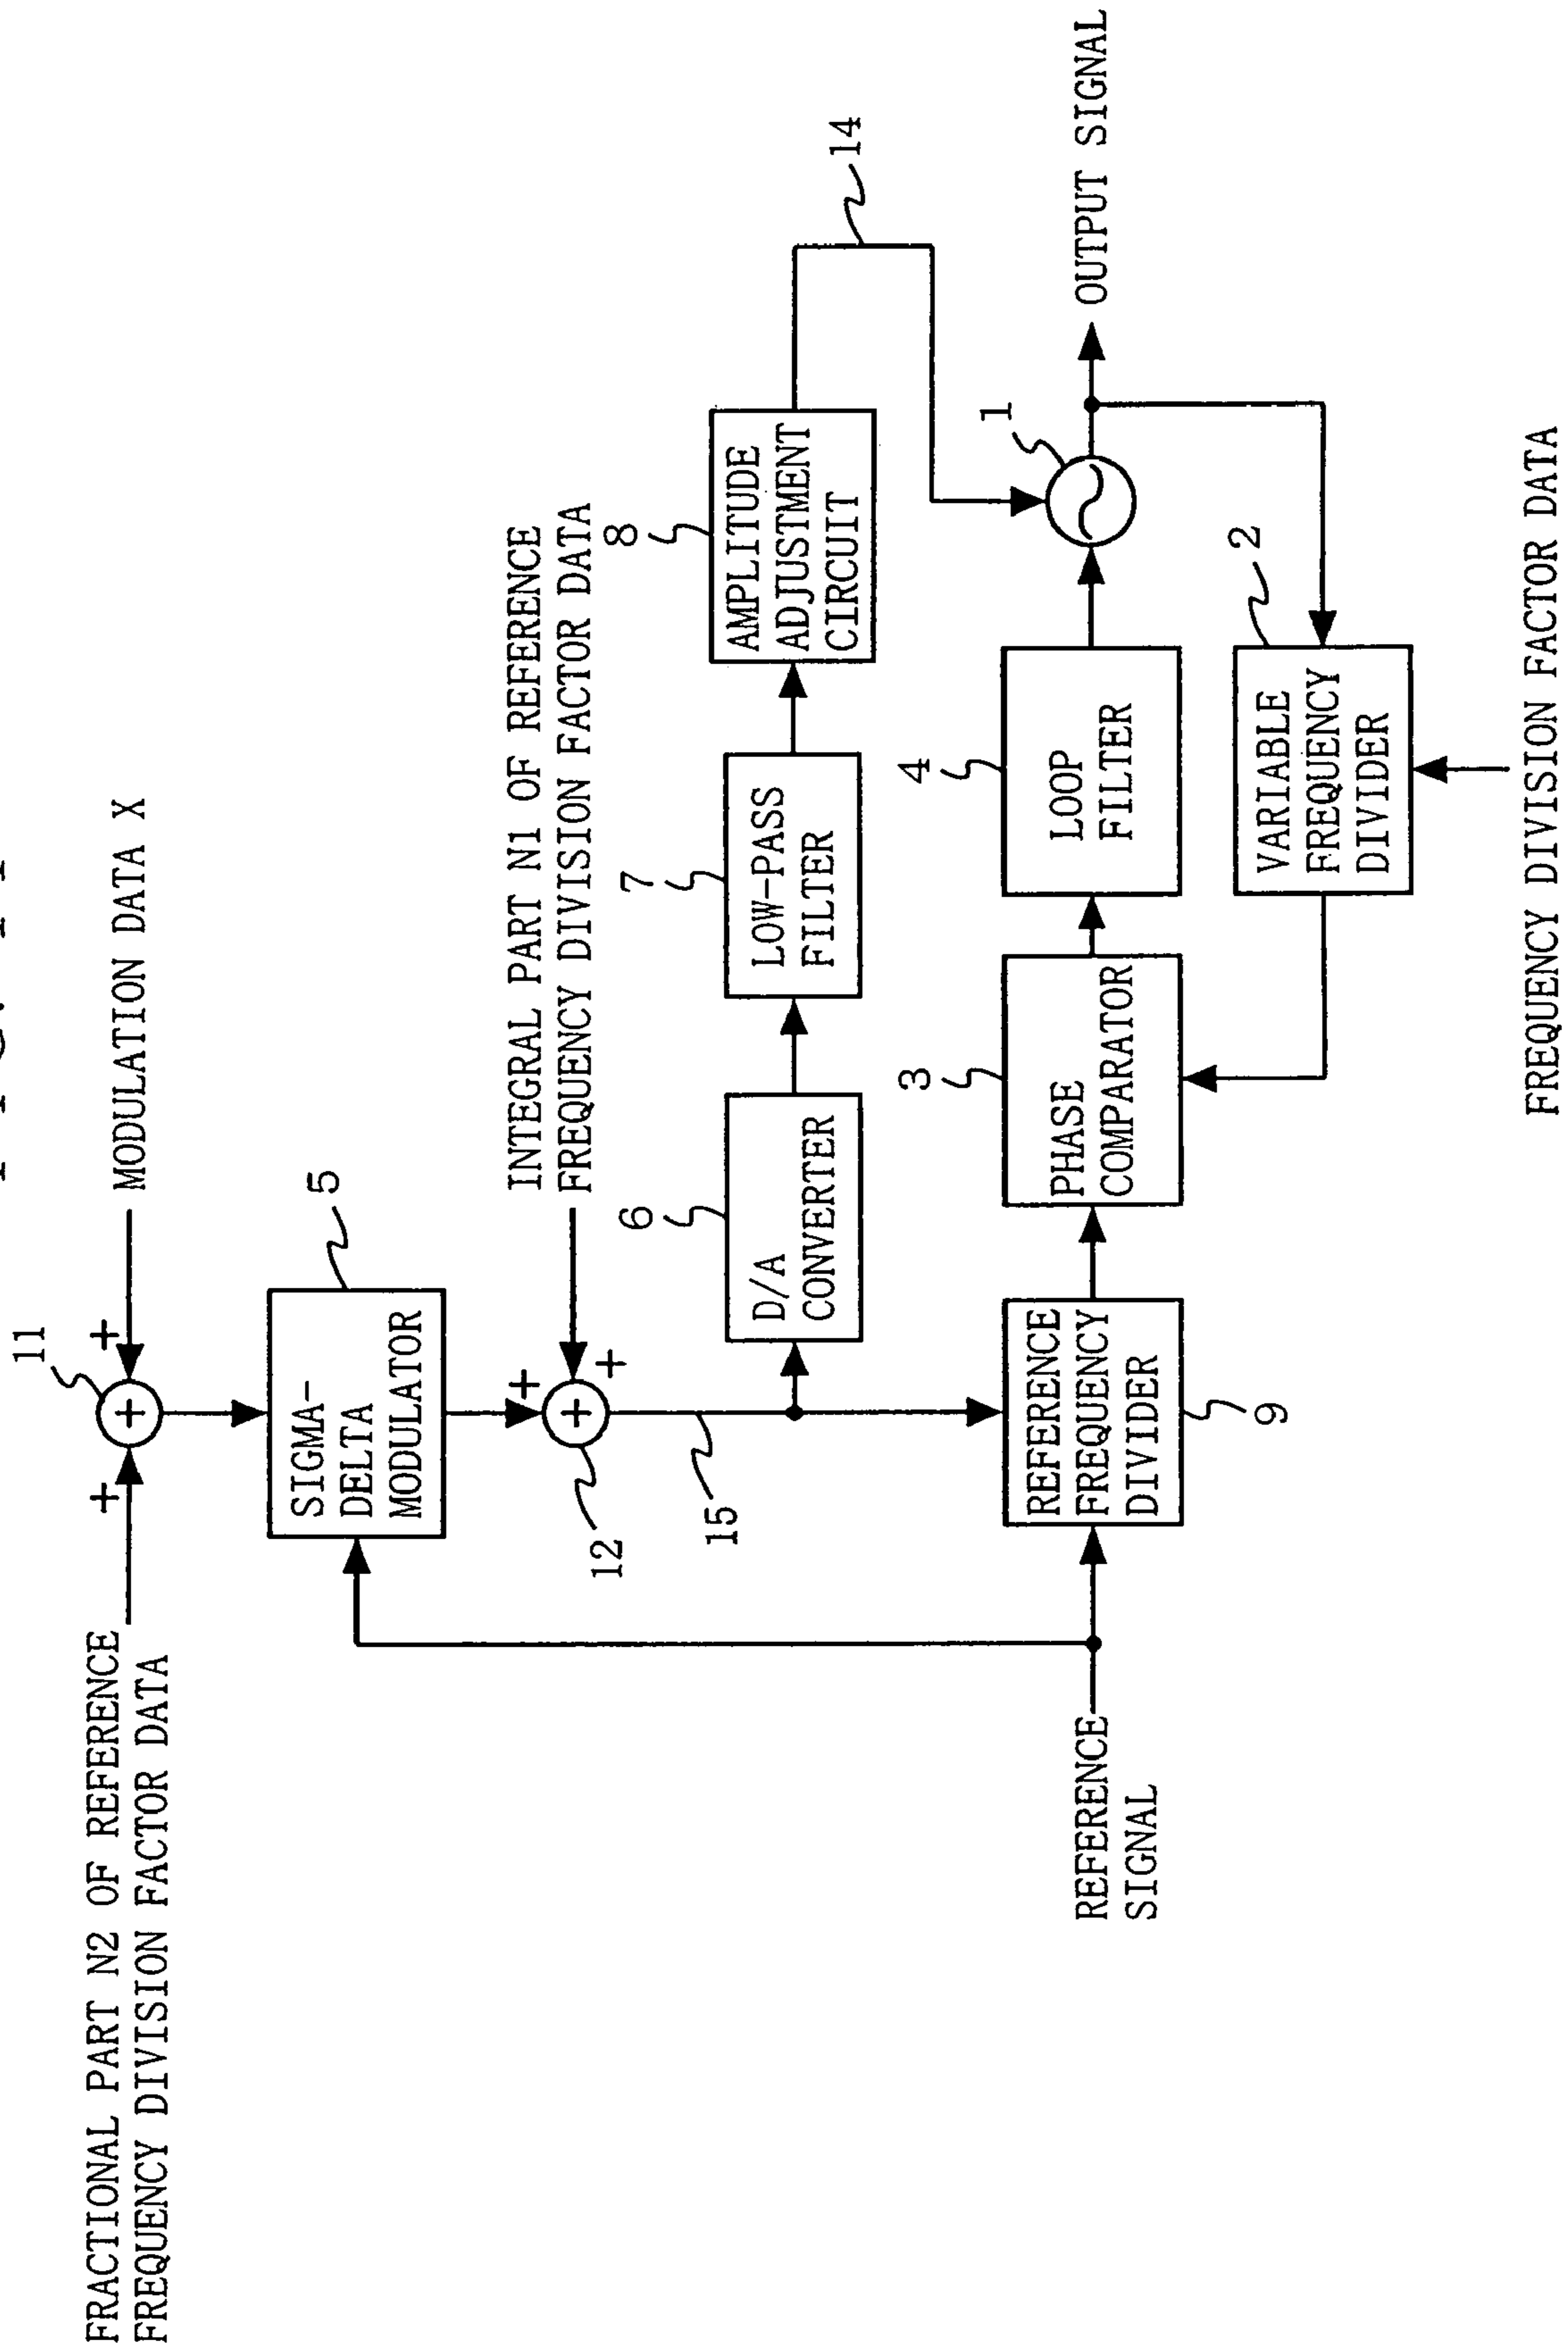 11
MODULATION DATA X
+
+
FRACTIONAL PART N2 OF REFERENCE
FREQUENCY DIVISION FACTOR DATA
5
SIGMA-
DELTA
MODULATOR
INTEGRAL PART N1 OF REFERENCE
FREQUENCY DIVISION FACTOR DATA
+
+
12
15
6
D/A
CONVERTER
7
LOW-PASS
FILTER
8
AMPLITUDE
ADJUSTMENT
CIRCUIT
14
REFERENCE
SIGNAL
REFERENCE
FREQUENCY
DIVIDER
9
3
PHASE
COMPARATOR
4
LOOP
FILTER
1
OUTPUT SIGNAL
2
VARIABLE
FREQUENCY
DIVIDER
FREQUENCY DIVISION FACTOR DATA